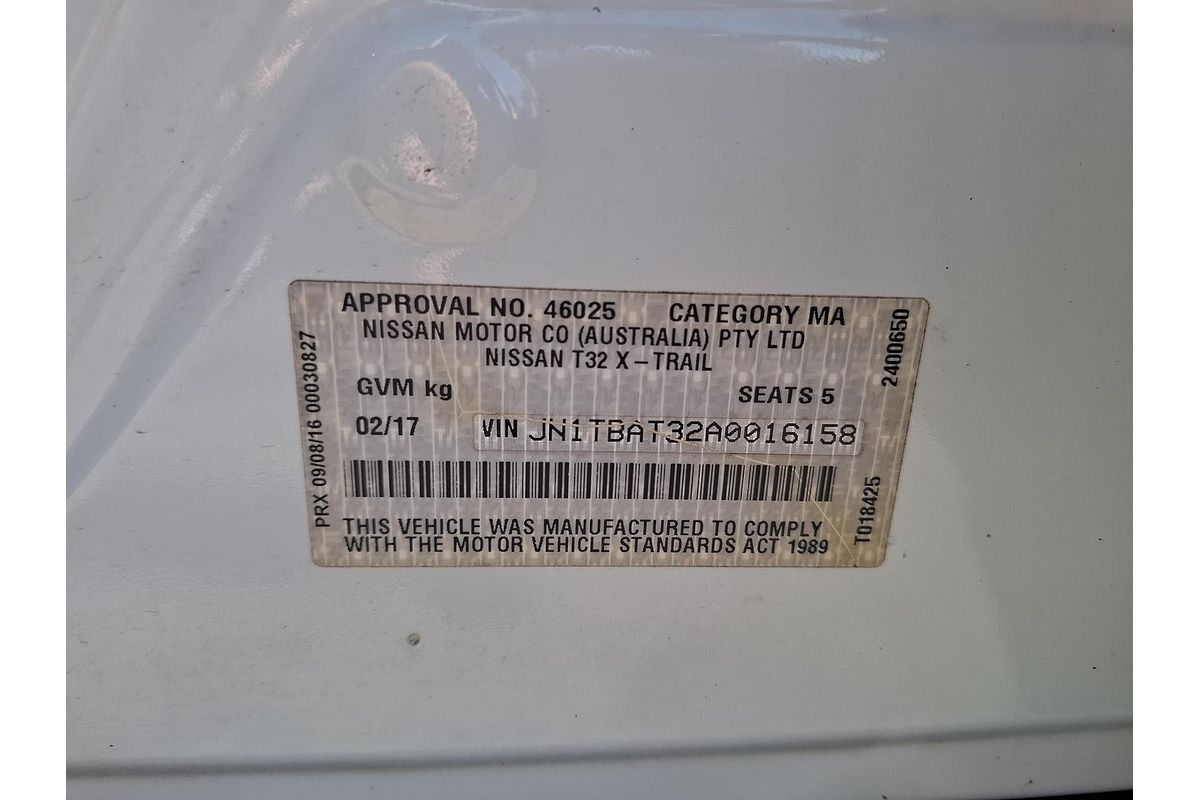 APPROVAL NO. 46025 CATEGORY MA
NISSAN MOTOR CO (AUSTRALIA) PTY LTD
NISSAN T32 X-TRAIL
GVM kg SEATS 5
02/17 VIN JN1TBAT32A0016158
THIS VEHICLE WAS MANUFACTURED TO COMPLY
WITH THE MOTOR VEHICLE STANDARDS ACT 1989
PRX 09/08/16 00030827
2400650
T018425